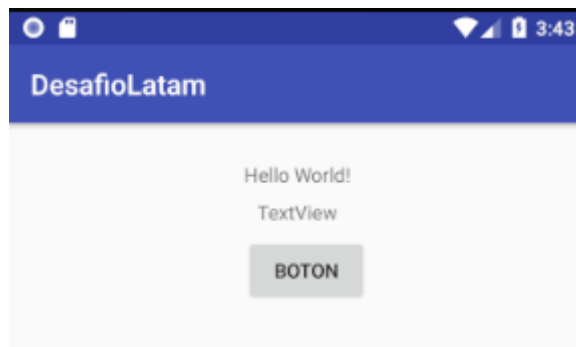 3:43
DesafioLatam
Hello World!
TextView
BOTON